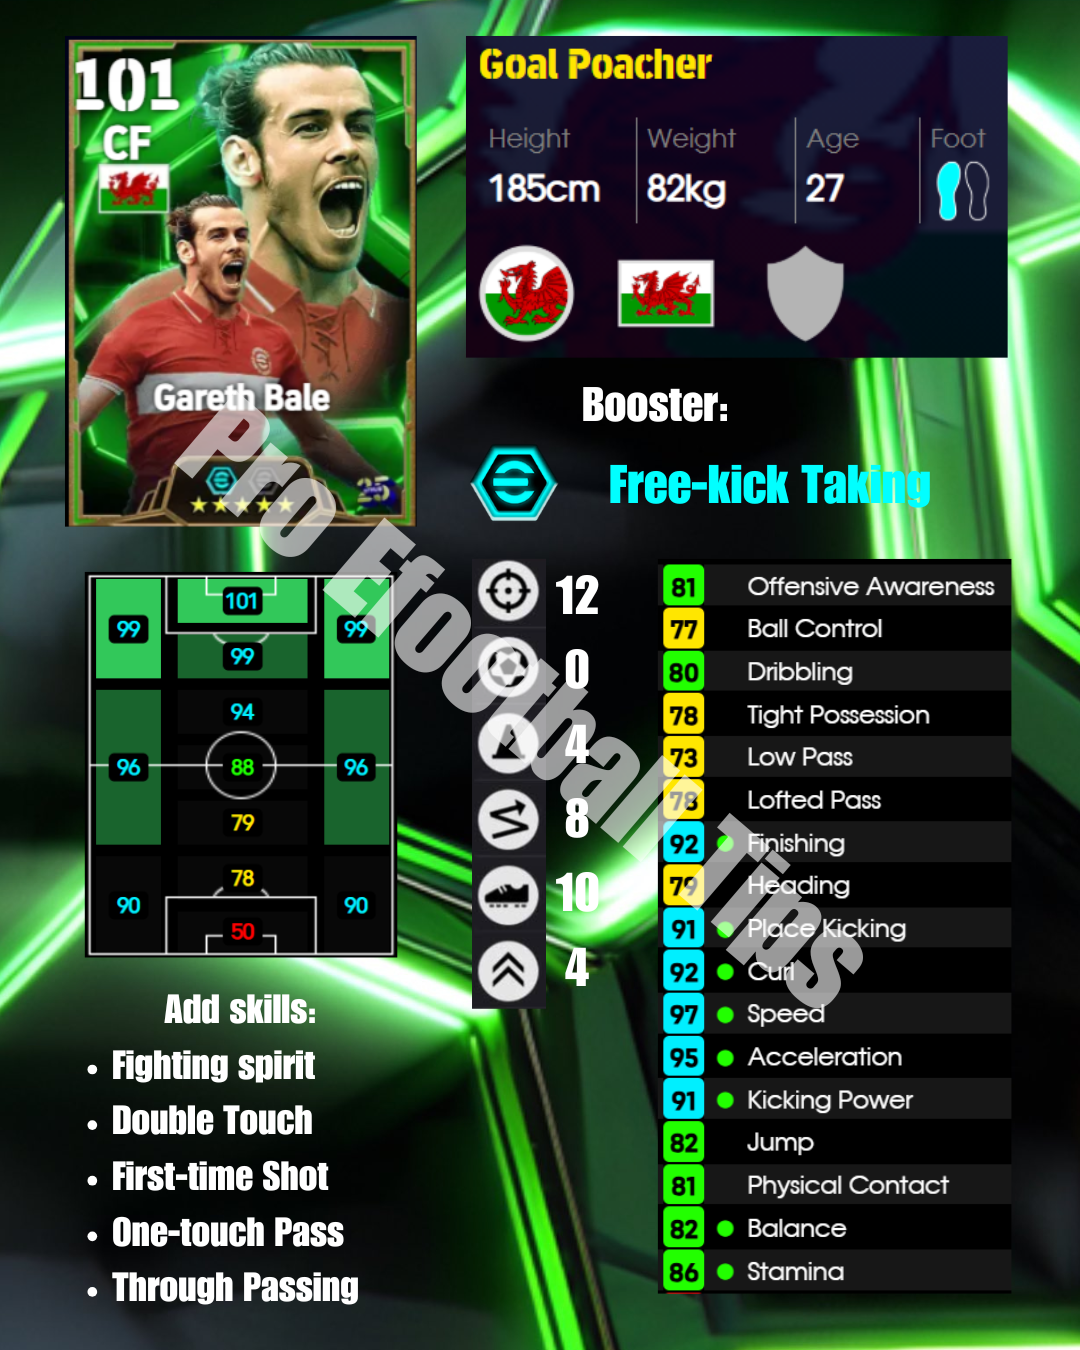 101
CF
Gareth Bale
25
Goal Poacher
Height Weight Age Foot
185cm 82kg 27
Booster:
Free-kick Taking
101
99 99
99
94
96 88 96
79
78
90 90
50
12
0
4
8
10
4
81 Offensive Awareness
77 Ball Control
80 Dribbling
78 Tight Possession
73 Low Pass
78 Lofted Pass
92 Finishing
79 Heading
91 Place Kicking
92 Curl
97 Speed
95 Acceleration
91 Kicking Power
82 Jump
81 Physical Contact
82 Balance
86 Stamina
Add skills:
• Fighting spirit
• Double Touch
• First-time Shot
• One-touch Pass
• Through Passing
Pro Efootball Tips